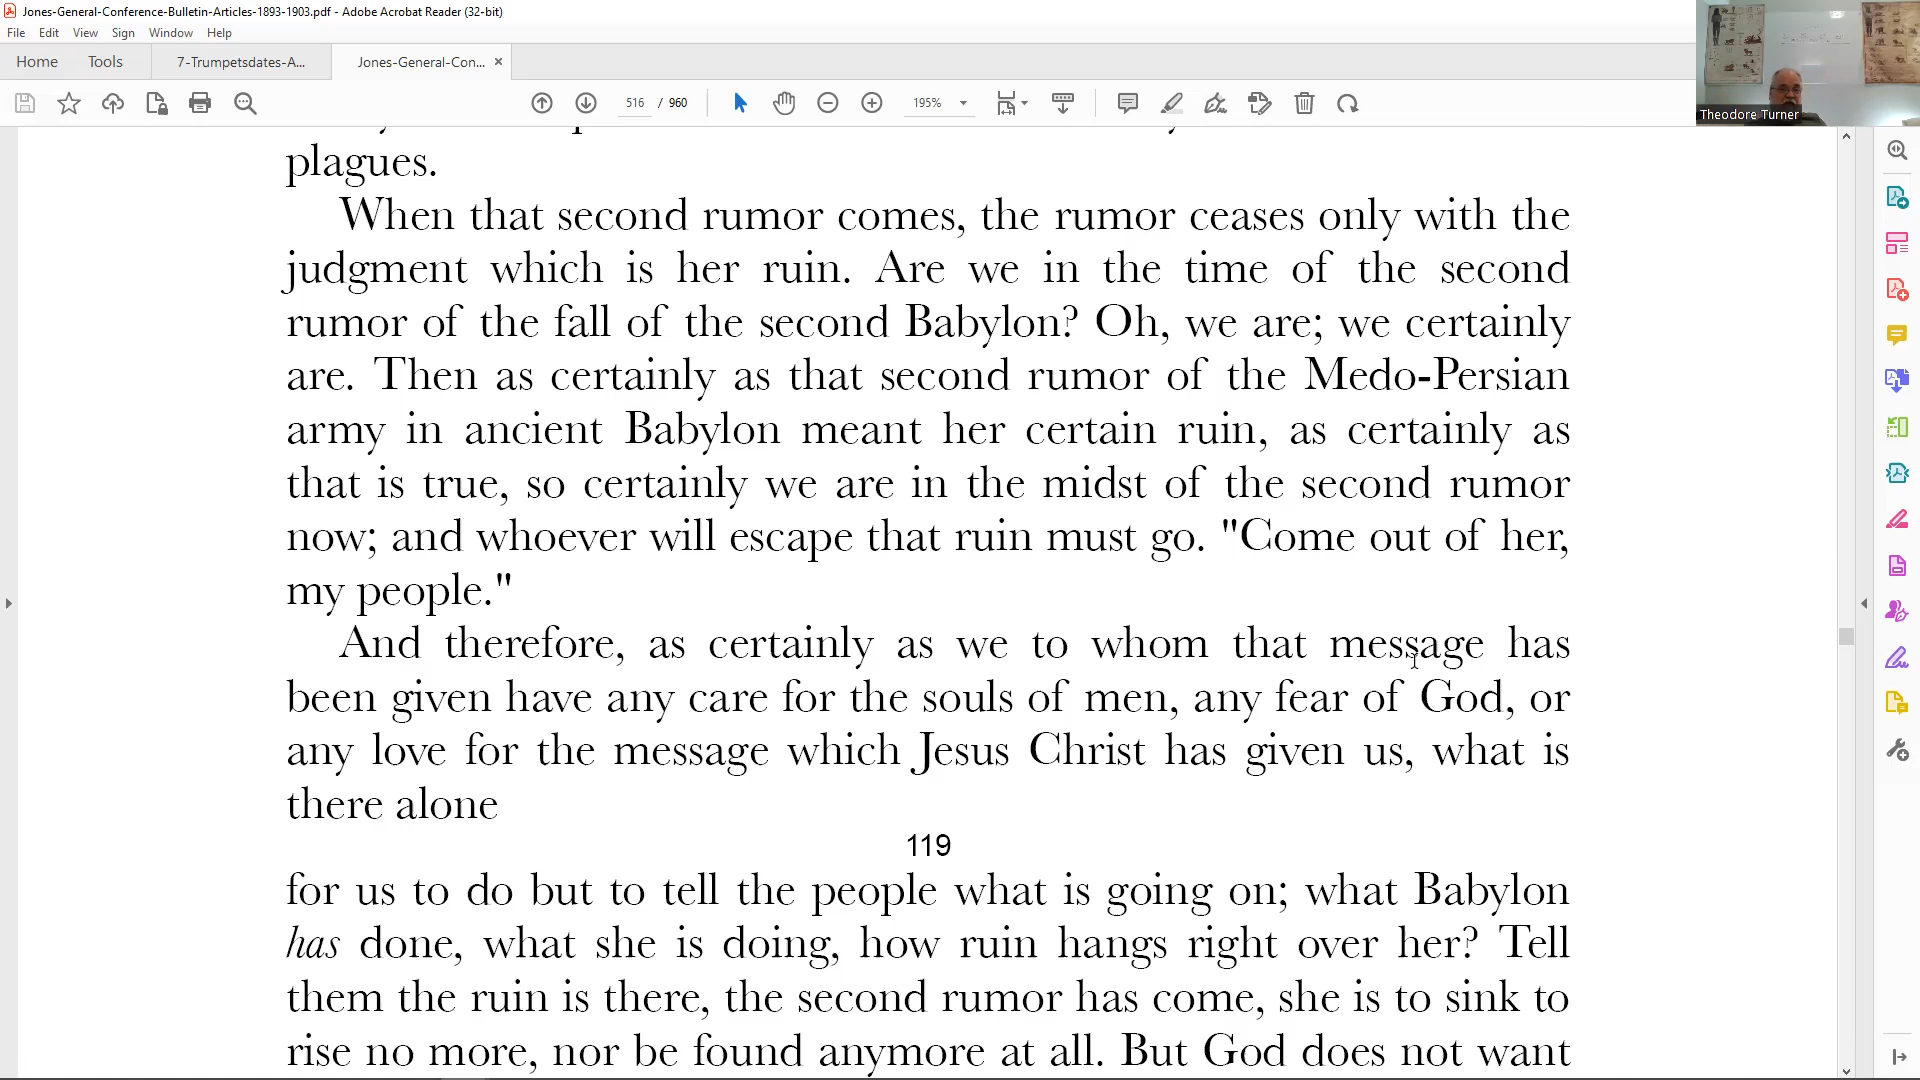 Jones-General-Conference-Bulletin-Articles-1893-1903.pdf - Adobe Acrobat Reader (32-bit)
File Edit View Sign Window Help
Home Tools 7-Trumpetsdates-A... Jones-General-Con... ×
516 / 960 195%
Theodore Turner
plagues.
When that second rumor comes, the rumor ceases only with the
judgment which is her ruin. Are we in the time of the second
rumor of the fall of the second Babylon? Oh, we are; we certainly
are. Then as certainly as that second rumor of the Medo-Persian
army in ancient Babylon meant her certain ruin, as certainly as
that is true, so certainly we are in the midst of the second rumor
now; and whoever will escape that ruin must go. "Come out of her,
my people."
And therefore, as certainly as we to whom that message has
been given have any care for the souls of men, any fear of God, or
any love for the message which Jesus Christ has given us, what is
there alone
119
for us to do but to tell the people what is going on; what Babylon
has done, what she is doing, how ruin hangs right over her? Tell
them the ruin is there, the second rumor has come, she is to sink to
rise no more, nor be found anymore at all. But God does not want